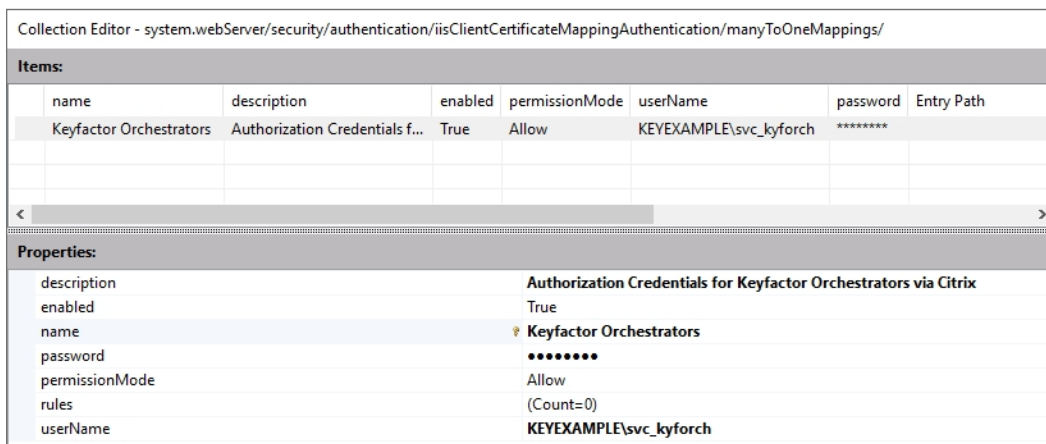 Collection Editor - system.webServer/security/authentication/iisClientCertificateMappingAuthentication/manyToOneMappings/
Items:
name description enabled permissionMode userName password Entry Path
Keyfactor Orchestrators Authorization Credentials f... True Allow KEYEXAMPLE\svc_kyforch ********
Properties:
description Authorization Credentials for Keyfactor Orchestrators via Citrix
enabled True
name Keyfactor Orchestrators
password ●●●●●●●●
permissionMode Allow
rules (Count=0)
userName KEYEXAMPLE\svc_kyforch